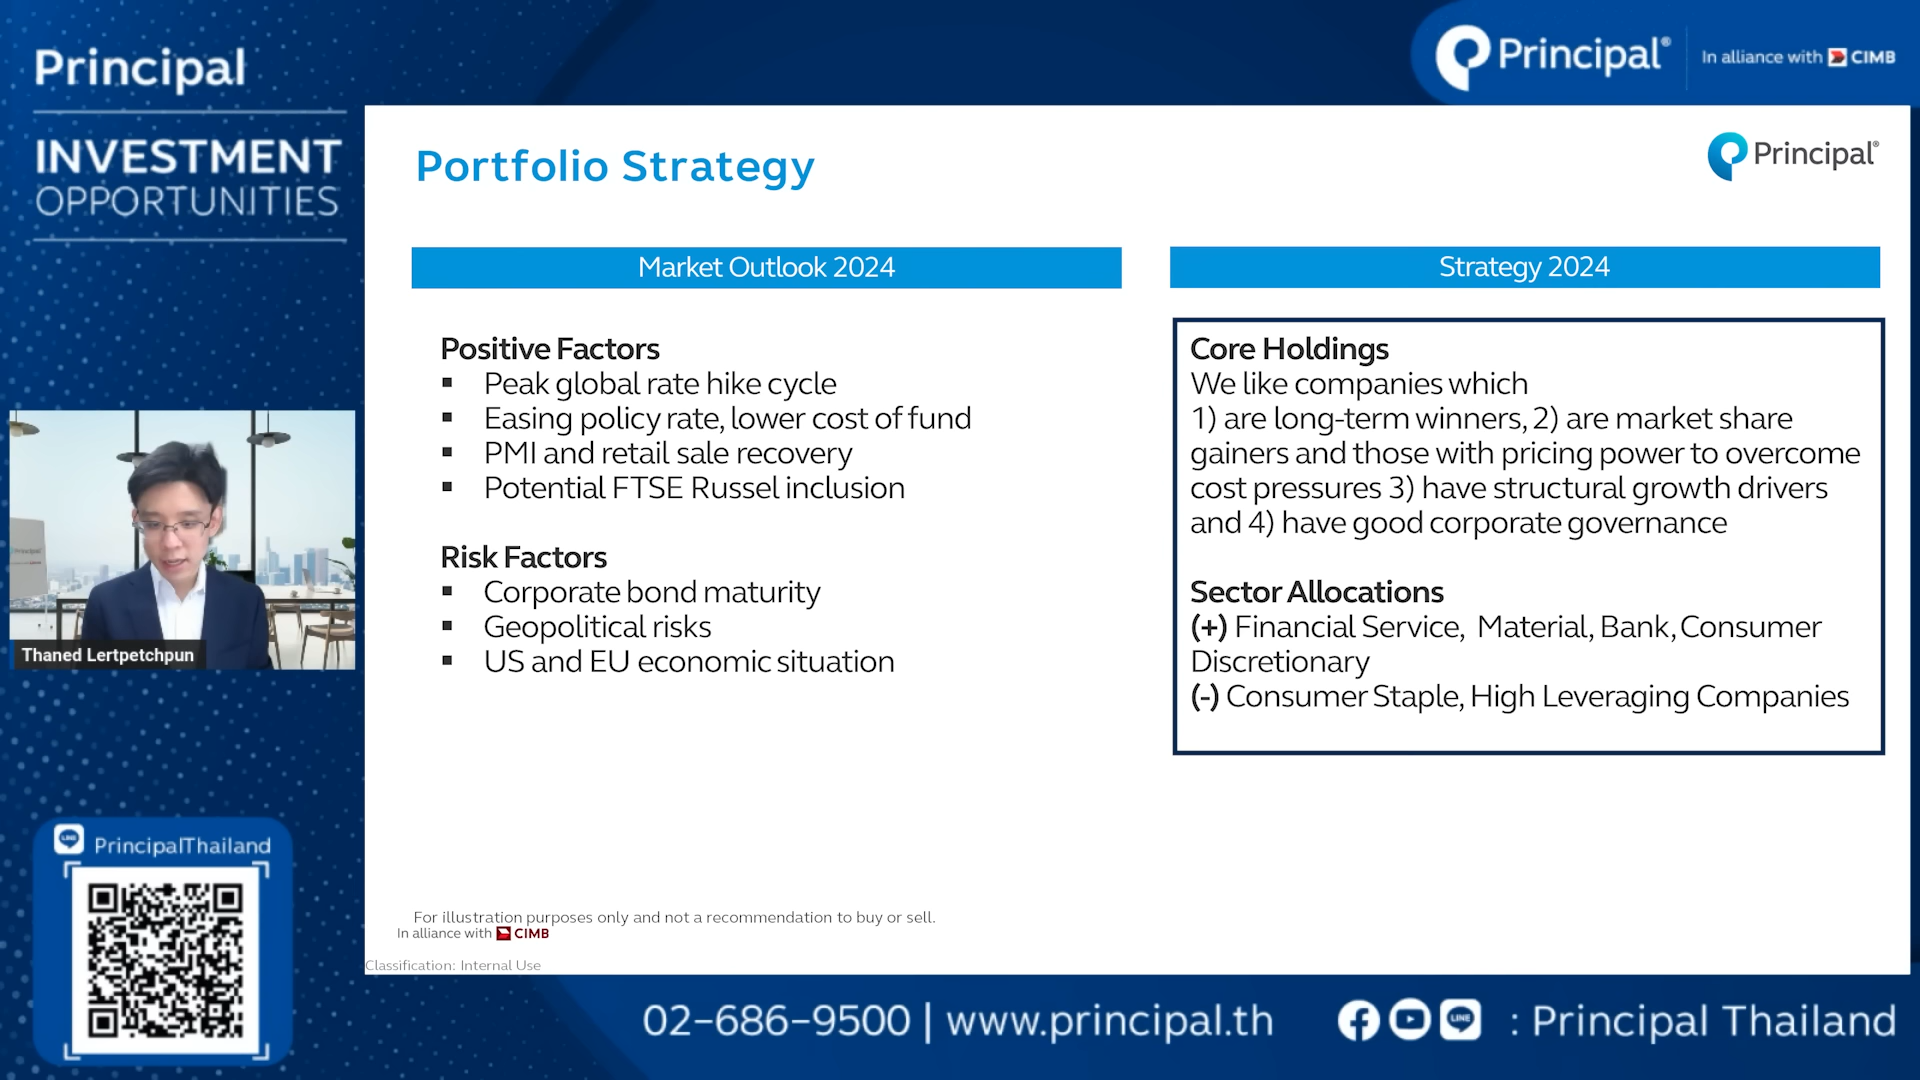 Principal
INVESTMENT
OPPORTUNITIES
Principal®
In alliance with CIMB
Portfolio Strategy
Principal®
Market Outlook 2024
Positive Factors
▪ Peak global rate hike cycle
▪ Easing policy rate, lower cost of fund
▪ PMI and retail sale recovery
▪ Potential FTSE Russel inclusion
Risk Factors
▪ Corporate bond maturity
▪ Geopolitical risks
▪ US and EU economic situation
Strategy 2024
Core Holdings
We like companies which
1) are long-term winners, 2) are market share
gainers and those with pricing power to overcome
cost pressures 3) have structural growth drivers
and 4) have good corporate governance
Sector Allocations
(+) Financial Service, Material, Bank, Consumer
Discretionary
(-) Consumer Staple, High Leveraging Companies
Principal
Thaned Lertpetchpun
LINE
PrincipalThailand
For illustration purposes only and not a recommendation to buy or sell.
In alliance with CIMB
Classification: Internal Use
02-686-9500 | www.principal.th
LINE
: Principal Thailand